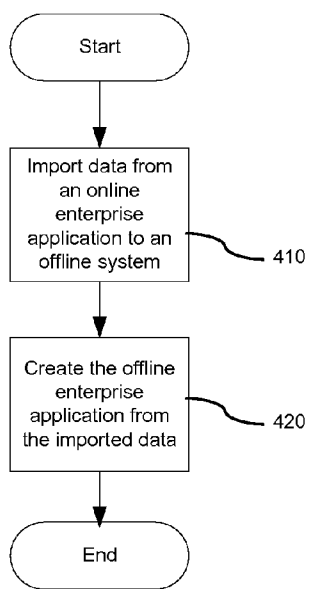 Start
Import data from
an online
enterprise
application to an
offline system
410
Create the offline
enterprise
application from
the imported data
420
End